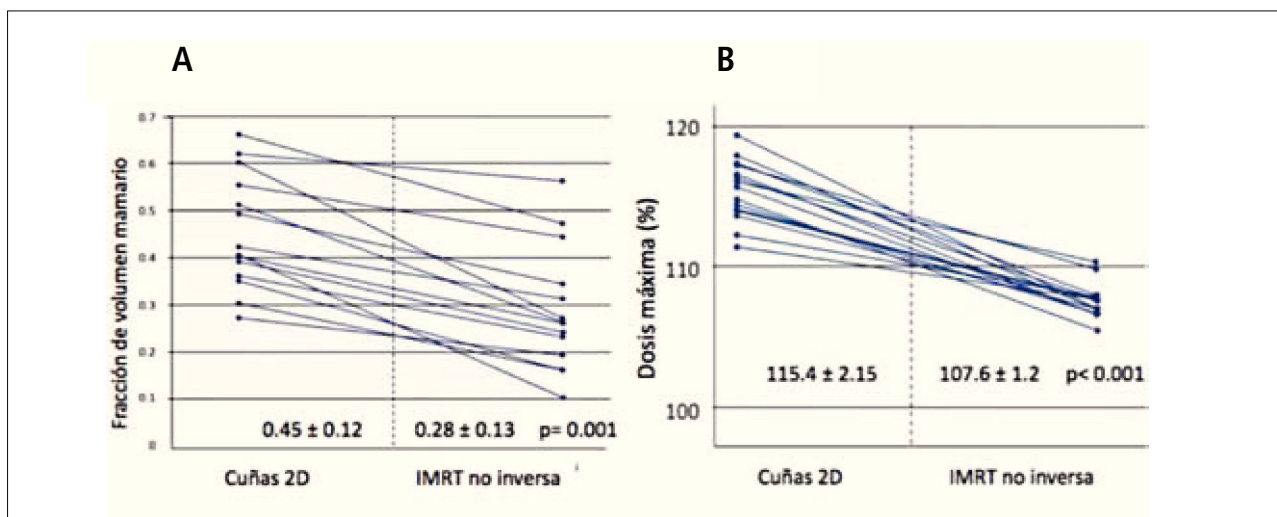 A
Fracción de volumen mamario
0.7
0.6
0.5
0.4
0.3
0.2
0.1
0
0.45 ± 0.12
0.28 ± 0.13
p= 0.001
Cuñas 2D
IMRT no inversa
B
Dosis máxima (%)
120
110
100
115.4 ± 2.15
107.6 ± 1.2
p< 0.001
Cuñas 2D
IMRT no inversa